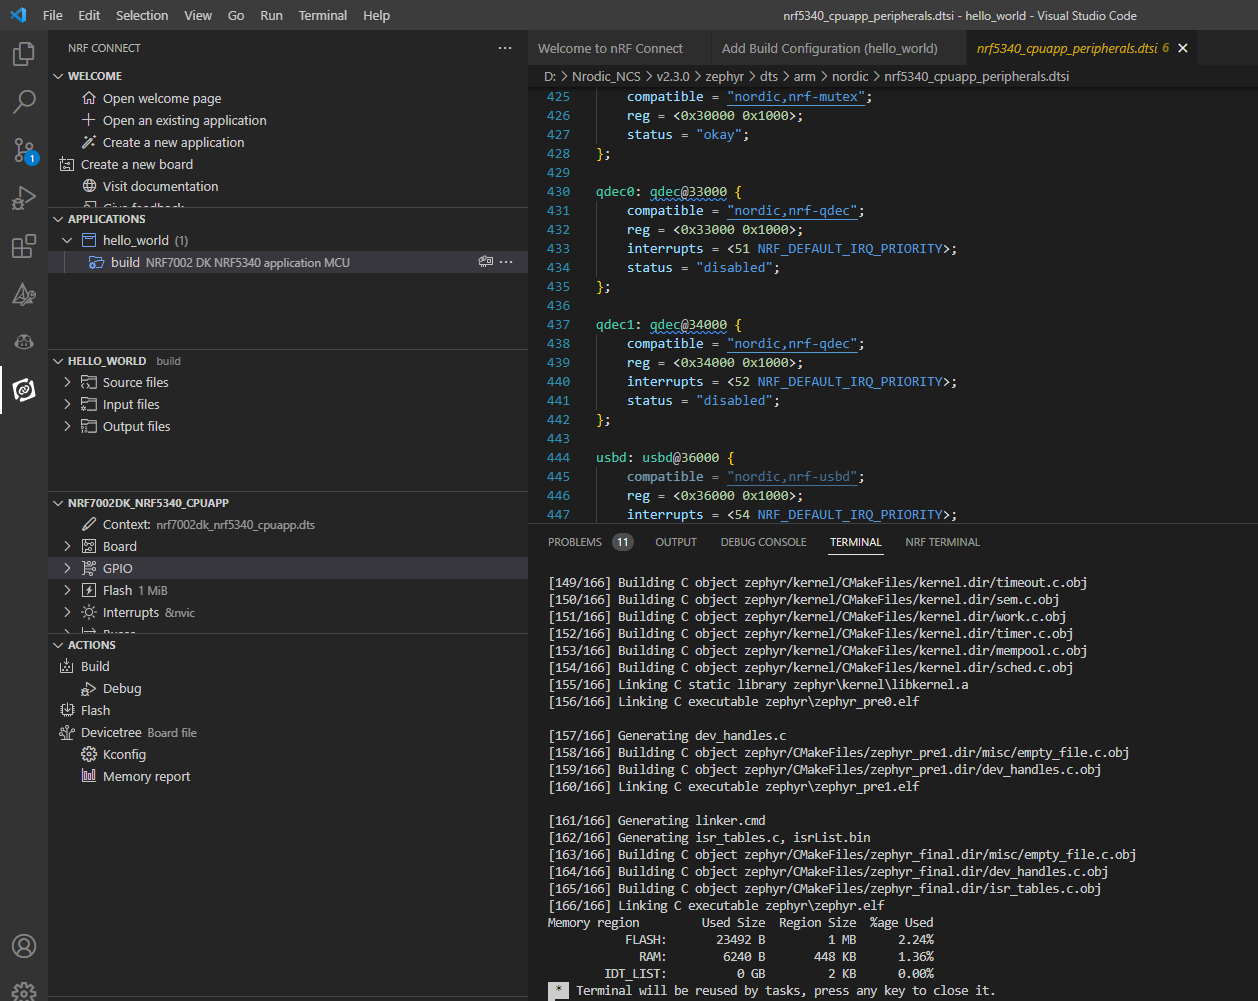 File Edit Selection View Go Run Terminal Help
nrf5340_cpuapp_peripherals.dtsi - hello_world - Visual Studio Code
1
NRF CONNECT
WELCOME
Open welcome page
Open an existing application
Create a new application
Create a new board
Visit documentation
Give feedback
APPLICATIONS
hello_world (1)
build NRF7002 DK NRF5340 application MCU
HELLO_WORLD build
Source files
Input files
Output files
NRF7002DK_NRF5340_CPUAPP
Context: nrf7002dk_nrf5340_cpuapp.dts
Board
GPIO
Flash 1 MiB
Interrupts &nvic
Buses
ACTIONS
Build
Debug
Flash
Devicetree Board file
Kconfig
Memory report
Welcome to nRF Connect
Add Build Configuration (hello_world)
nrf5340_cpuapp_peripherals.dtsi 6
D: > Nrodic_NCS > v2.3.0 > zephyr > dts > arm > nordic > nrf5340_cpuapp_peripherals.dtsi
425 compatible = "nordic,nrf-mutex";
426 reg = <0x30000 0x1000>;
427 status = "okay";
428 };
429
430 qdec0: qdec@33000 {
431 compatible = "nordic,nrf-qdec";
432 reg = <0x33000 0x1000>;
433 interrupts = <51 NRF_DEFAULT_IRQ_PRIORITY>;
434 status = "disabled";
435 };
436
437 qdec1: qdec@34000 {
438 compatible = "nordic,nrf-qdec";
439 reg = <0x34000 0x1000>;
440 interrupts = <52 NRF_DEFAULT_IRQ_PRIORITY>;
441 status = "disabled";
442 };
443
444 usbd: usbd@36000 {
445 compatible = "nordic,nrf-usbd";
446 reg = <0x36000 0x1000>;
447 interrupts = <54 NRF_DEFAULT_IRQ_PRIORITY>;
PROBLEMS 11 OUTPUT DEBUG CONSOLE TERMINAL NRF TERMINAL
[149/166] Building C object zephyr/kernel/CMakeFiles/kernel.dir/timeout.c.obj
[150/166] Building C object zephyr/kernel/CMakeFiles/kernel.dir/sem.c.obj
[151/166] Building C object zephyr/kernel/CMakeFiles/kernel.dir/work.c.obj
[152/166] Building C object zephyr/kernel/CMakeFiles/kernel.dir/timer.c.obj
[153/166] Building C object zephyr/kernel/CMakeFiles/kernel.dir/mempool.c.obj
[154/166] Building C object zephyr/kernel/CMakeFiles/kernel.dir/sched.c.obj
[155/166] Linking C static library zephyr\kernel\libkernel.a
[156/166] Linking C executable zephyr\zephyr_pre0.elf
[157/166] Generating dev_handles.c
[158/166] Building C object zephyr/CMakeFiles/zephyr_pre1.dir/misc/empty_file.c.obj
[159/166] Building C object zephyr/CMakeFiles/zephyr_pre1.dir/dev_handles.c.obj
[160/166] Linking C executable zephyr\zephyr_pre1.elf
[161/166] Generating linker.cmd
[162/166] Generating isr_tables.c, isrList.bin
[163/166] Building C object zephyr/CMakeFiles/zephyr_final.dir/misc/empty_file.c.obj
[164/166] Building C object zephyr/CMakeFiles/zephyr_final.dir/dev_handles.c.obj
[165/166] Building C object zephyr/CMakeFiles/zephyr_final.dir/isr_tables.c.obj
[166/166] Linking C executable zephyr\zephyr.elf
Memory region Used Size Region Size %age Used
FLASH: 23492 B 1 MB 2.24%
RAM: 6240 B 448 KB 1.36%
IDT_LIST: 0 GB 2 KB 0.00%
* Terminal will be reused by tasks, press any key to close it.